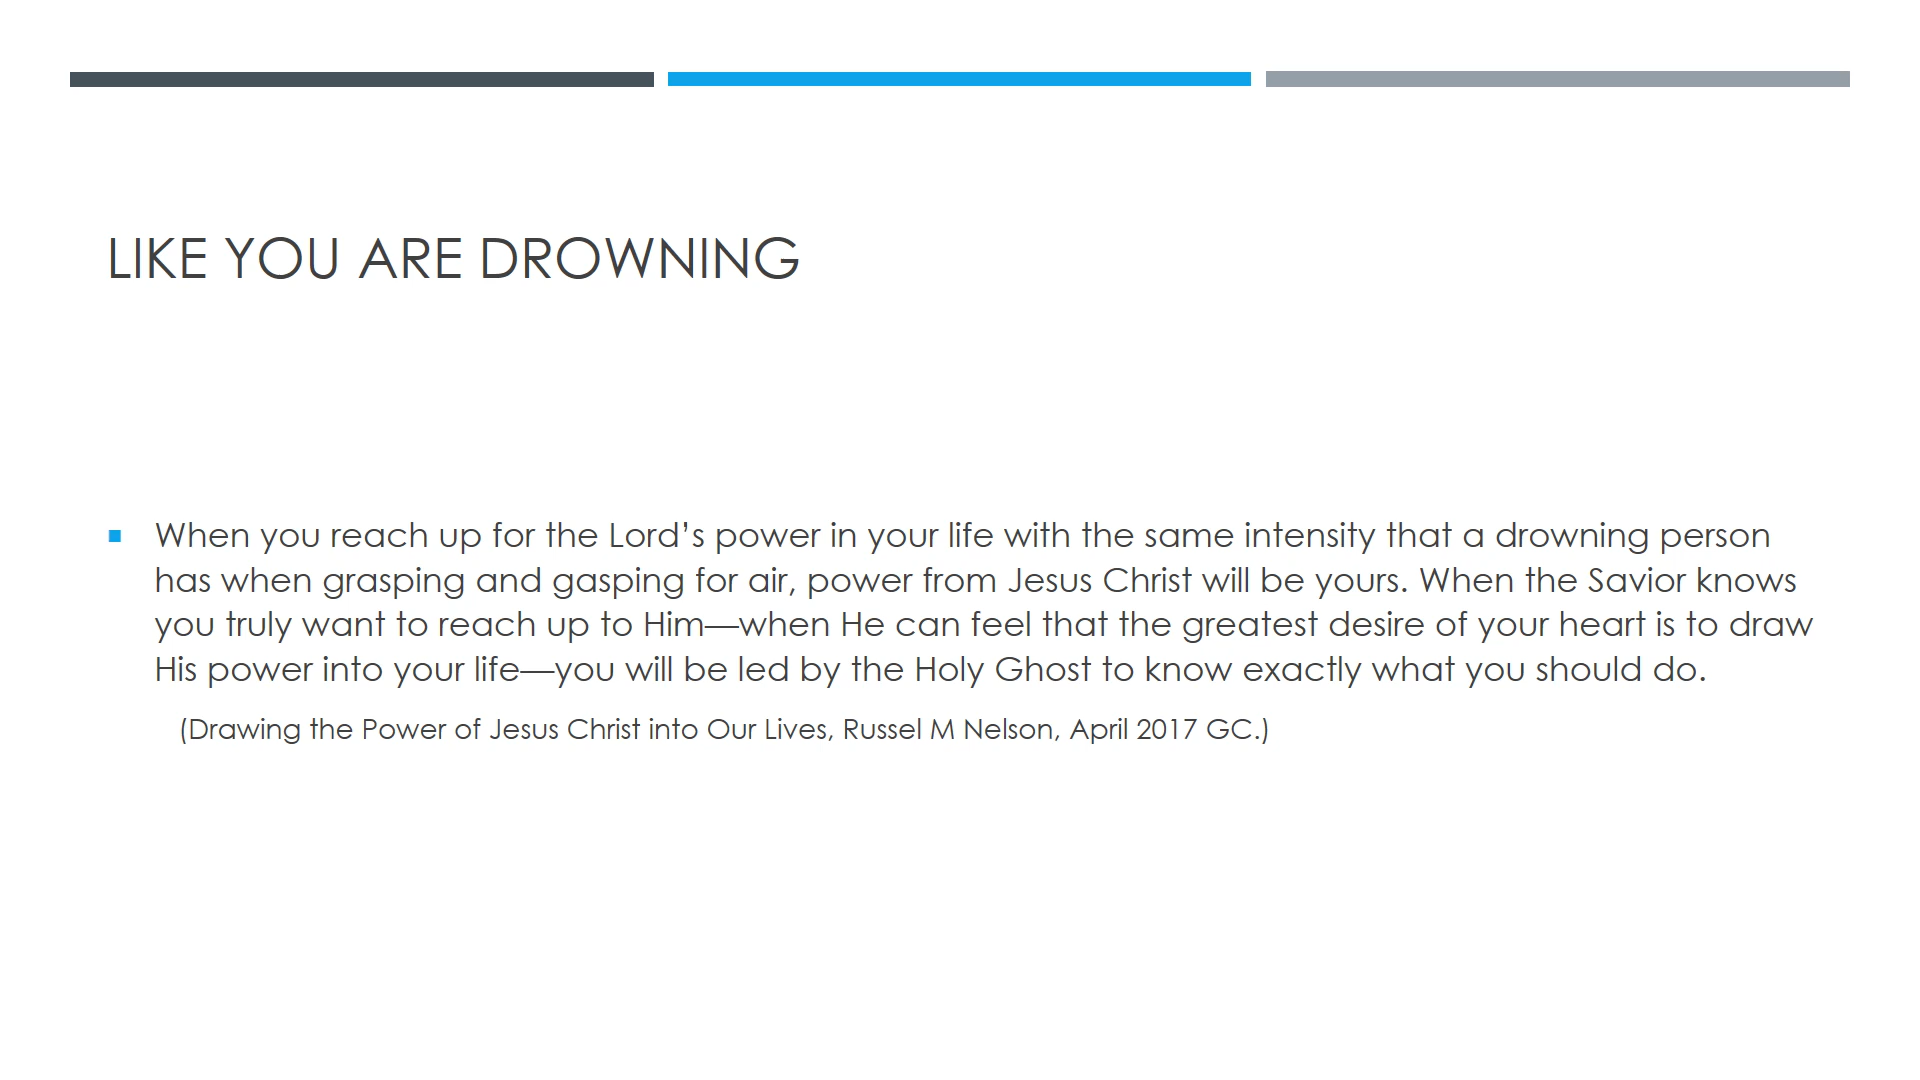 LIKE YOU ARE DROWNING
When you reach up for the Lord’s power in your life with the same intensity that a drowning person
has when grasping and gasping for air, power from Jesus Christ will be yours. When the Savior knows
you truly want to reach up to Him—when He can feel that the greatest desire of your heart is to draw
His power into your life—you will be led by the Holy Ghost to know exactly what you should do.
(Drawing the Power of Jesus Christ into Our Lives, Russel M Nelson, April 2017 GC.)